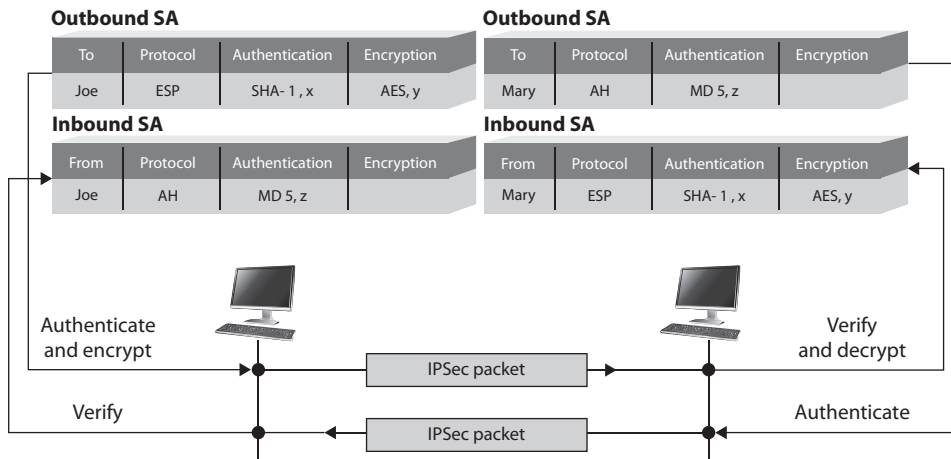 Outbound SA
To Protocol Authentication Encryption
Joe ESP SHA- 1 , x AES, y
Inbound SA
From Protocol Authentication Encryption
Joe AH MD 5, z
Outbound SA
To Protocol Authentication Encryption
Mary AH MD 5, z
Inbound SA
From Protocol Authentication Encryption
Mary ESP SHA- 1 , x AES, y
Authenticate
and encrypt
IPSec packet
Verify
and decrypt
Verify
IPSec packet
Authenticate